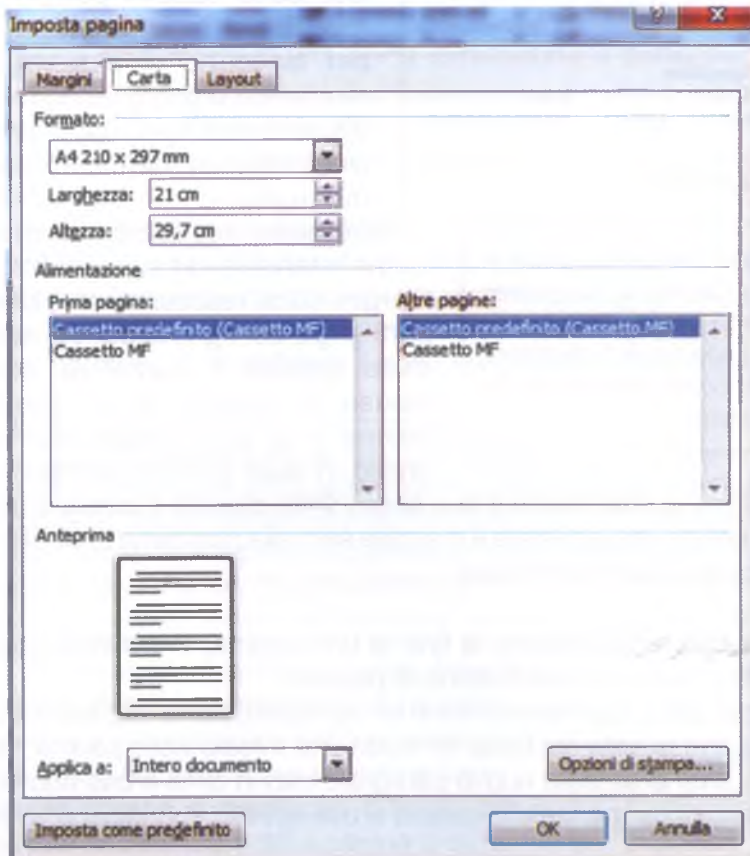 Imposta pagina
Margini Carta Layout
Formato:
A4 210 x 297 mm
Larghezza: 21 cm
Altezza: 29,7 cm
Alimentazione
Prima pagina: Altre pagine:
Cassetto predefinito (Cassetto MF) Cassetto predefinito (Cassetto MF)
Cassetto MF Cassetto MF
Anteprima
Applica a: Intero documento Opzioni di stampa...
Imposta come predefinito OK Annulla